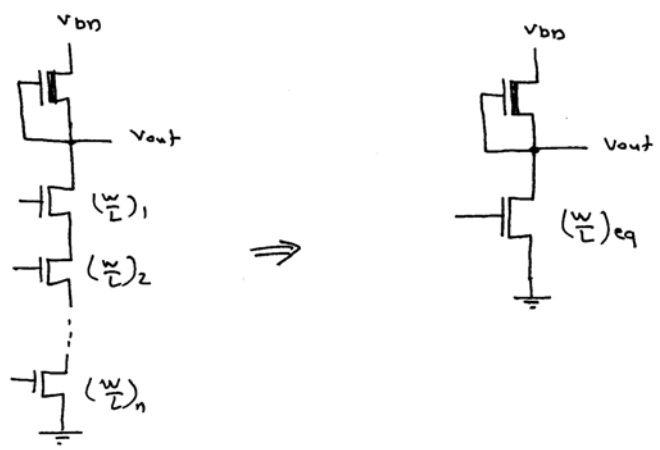 VDD
Vout
(W/L)1
(W/L)2
(W/L)n
VDD
Vout
(W/L)eq